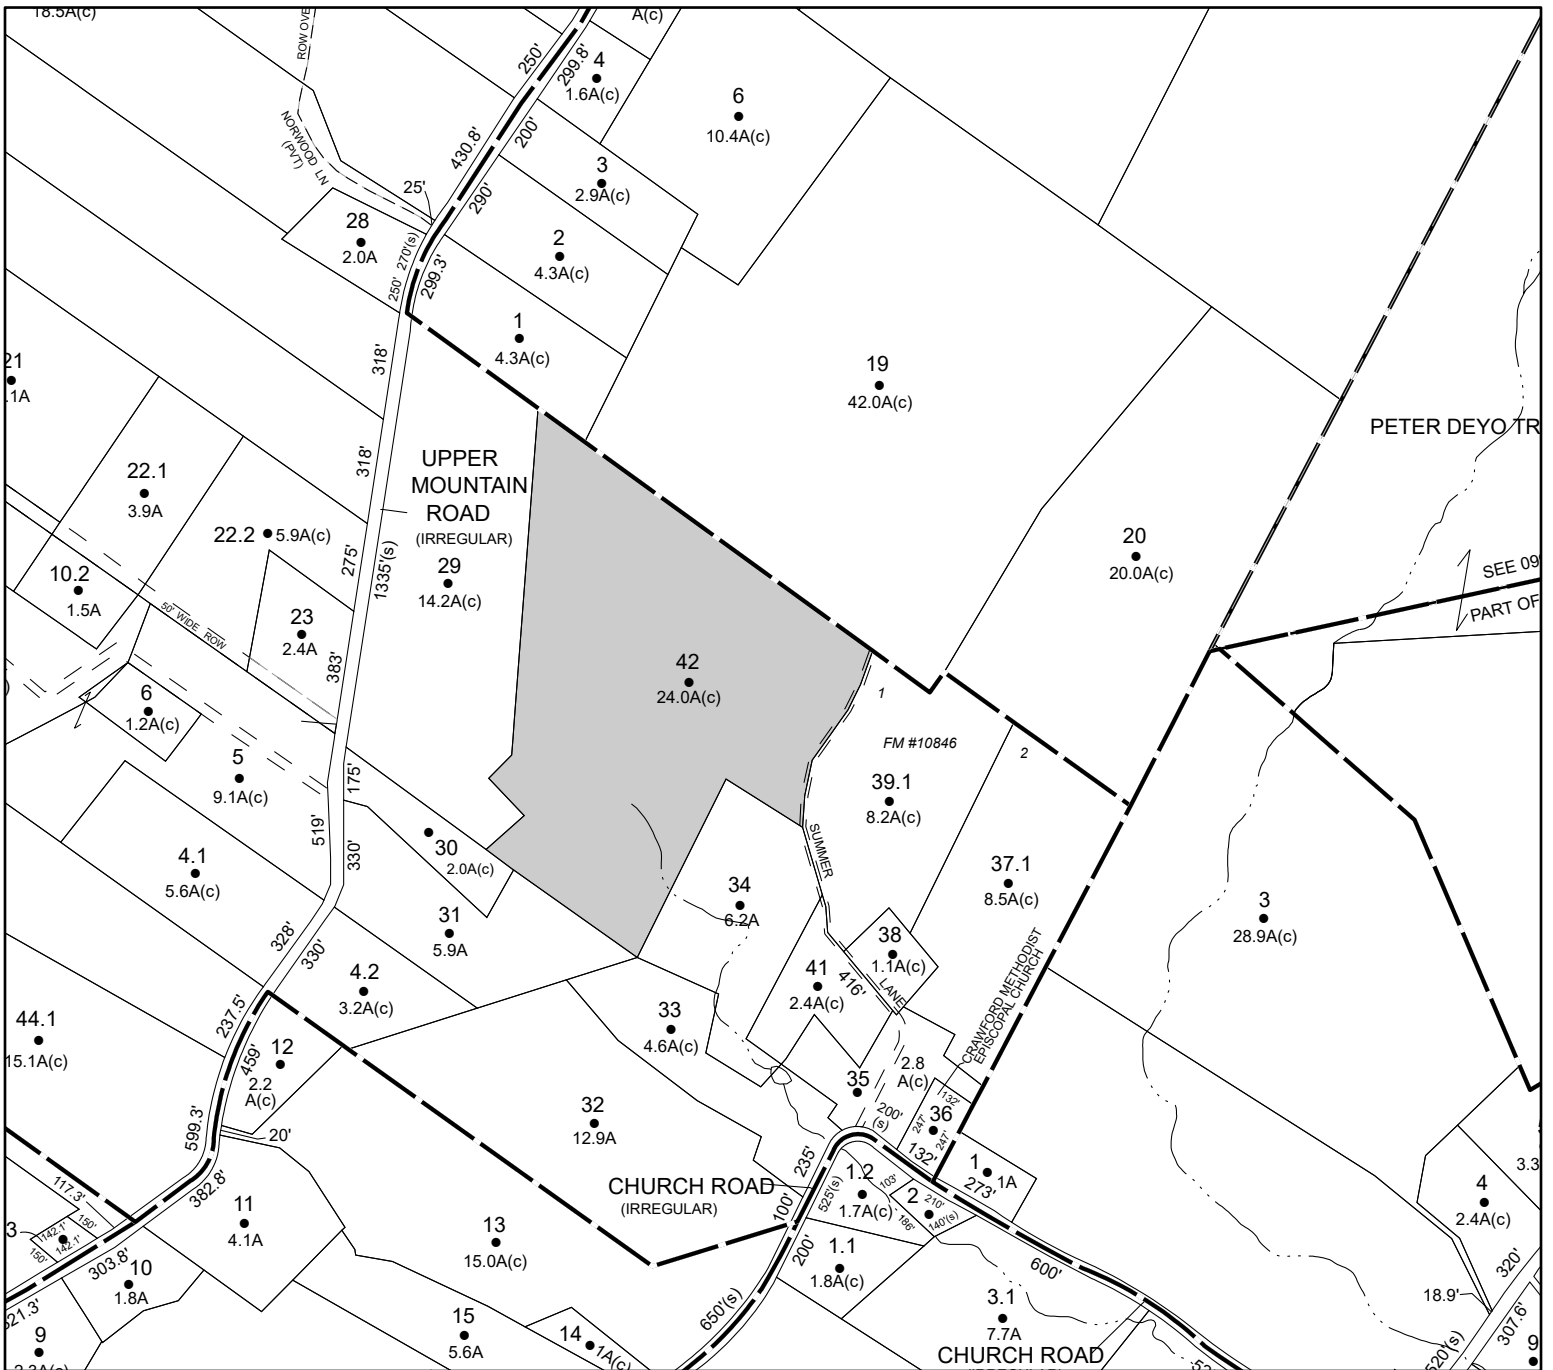 18.5A(c)
ROW OVE
A(c)
250'
299.8'
4
1.6A(c)
6
10.4A(c)
NORWOOD LN
(PVT)
430.8'
200'
3
2.9A(c)
25'
290'
28
2.0A
270'(s)
250'
299.3'
2
4.3A(c)
1
4.3A(c)
318'
19
42.0A(c)
21
.1A
PETER DEYO TR
318'
UPPER
MOUNTAIN
ROAD
(IRREGULAR)
22.1
3.9A
22.2
5.9A(c)
275'
1335'(s)
29
14.2A(c)
20
20.0A(c)
SEE 09
PART OF
10.2
1.5A
50' WIDE ROW
23
2.4A
383'
42
24.0A(c)
1
6
1.2A(c)
FM #10846
2
5
9.1A(c)
175'
39.1
8.2A(c)
519'
330'
30
2.0A(c)
SUMMER
LANE
4.1
5.6A(c)
37.1
8.5A(c)
34
6.2A
3
28.9A(c)
31
5.9A
328'
330'
38
1.1A(c)
CRAWFORD METHODIST
EPISCOPAL CHURCH
4.2
3.2A(c)
41
2.4A(c)
416'
237.5'
44.1
15.1A(c)
33
4.6A(c)
459'
12
2.2
A(c)
2.8
A(c)
35
200'
(s)
132'
36
247'
247'
132'
32
12.9A
599.3'
20'
235'
1
1A
273'
3.3
117.3'
382.8'
CHURCH ROAD
(IRREGULAR)
100'
525'(s)
1.2
1.7A(c)
103'
2
210'
140'(s)
186'
4
2.4A(c)
3
142.1'
150'
142.1'
150'
11
4.1A
13
15.0A(c)
200'
1.1
1.8A(c)
303.8'
10
1.8A
600'
320'
18.9'
321.3'
650'(s)
3.1
7.7A
307.6'
9
15
5.6A
14
1A(c)
CHURCH ROAD
520'(s)
9